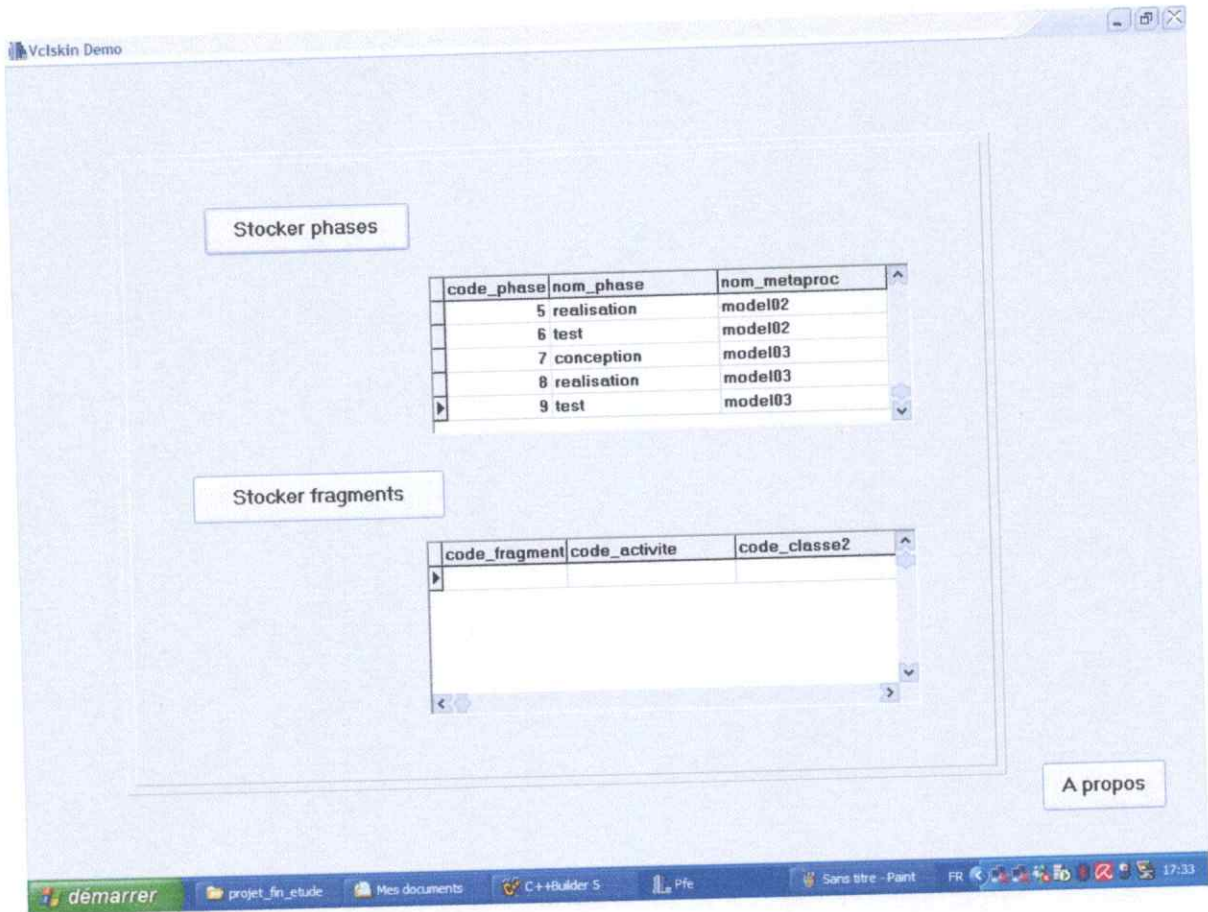 Vclskin Demo
Stocker phases
code_phase nom_phase nom_metaproc
5 realisation model02
6 test model02
7 conception model03
8 realisation model03
9 test model03
Stocker fragments
code_fragment code_activite code_classe2
A propos
démarrer projet_fin_etude Mes documents C++Builder 5 Pfe Sans titre - Paint FR 17:33